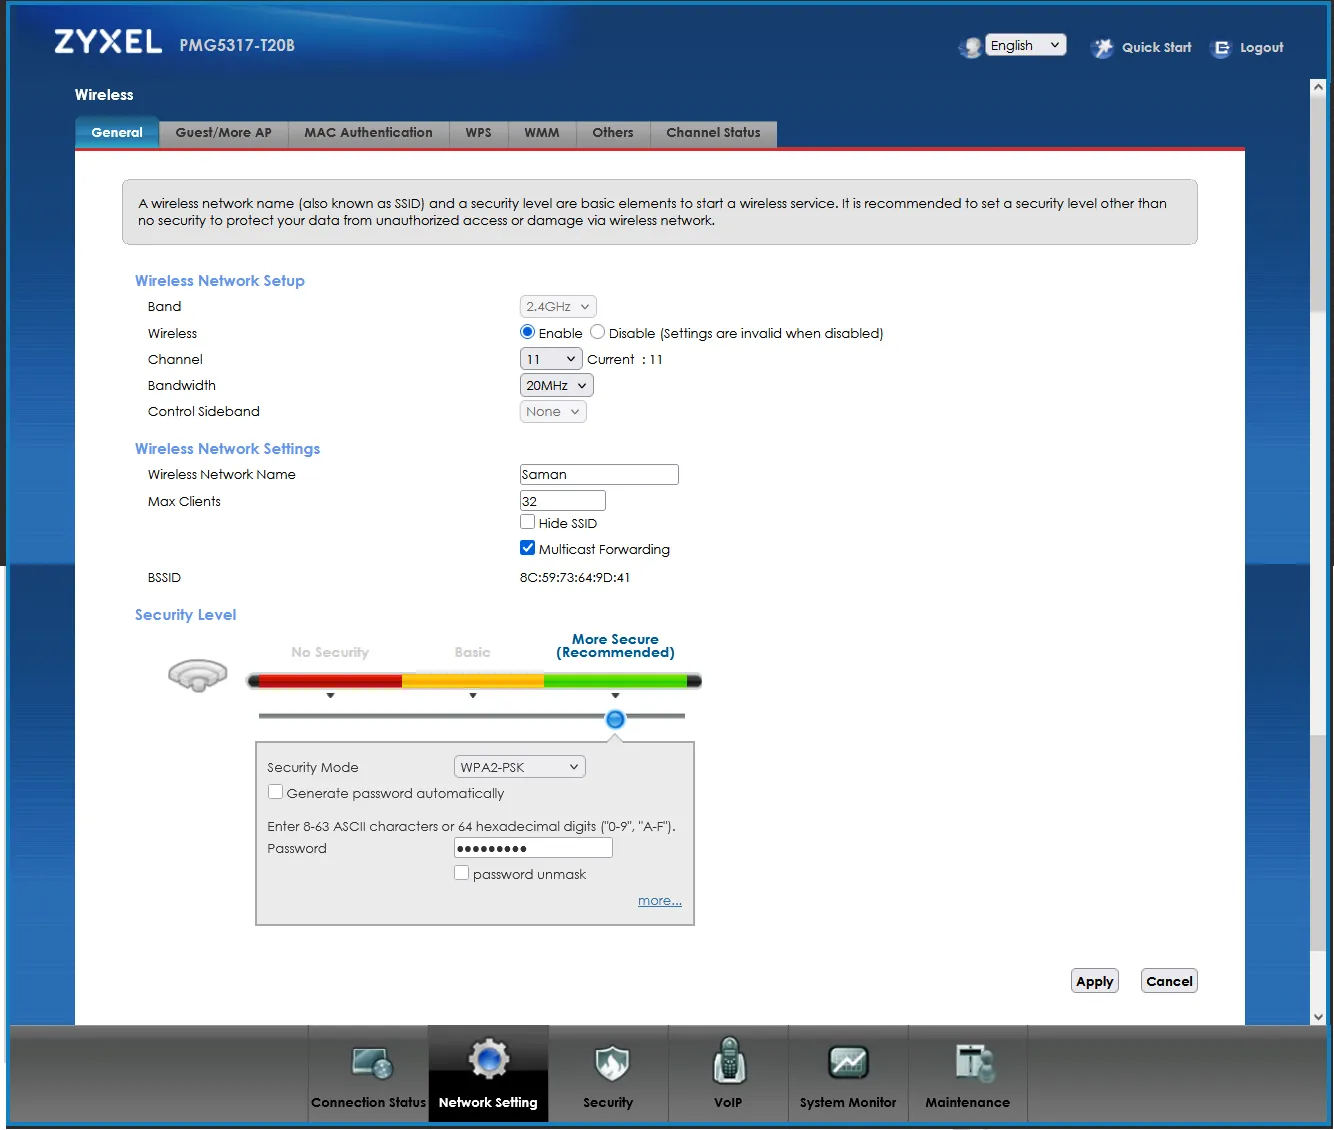 ZYXEL PMG5317-T20B
English Quick Start Logout
Wireless
General Guest/More AP MAC Authentication WPS WMM Others Channel Status
A wireless network name (also known as SSID) and a security level are basic elements to start a wireless service. It is recommended to set a security level other than
no security to protect your data from unauthorized access or damage via wireless network.
Wireless Network Setup
Band 2.4GHz
Wireless Enable Disable (Settings are invalid when disabled)
Channel 11 Current : 11
Bandwidth 20MHz
Control Sideband None
Wireless Network Settings
Wireless Network Name Saman
Max Clients 32
Hide SSID
Multicast Forwarding
BSSID 8C:59:73:64:9D:41
Security Level
No Security Basic More Secure
(Recommended)
Security Mode WPA2-PSK
Generate password automatically
Enter 8-63 ASCII characters or 64 hexadecimal digits ("0-9", "A-F").
Password •••••••••
password unmask
more...
Apply Cancel
Connection Status Network Setting Security VoIP System Monitor Maintenance